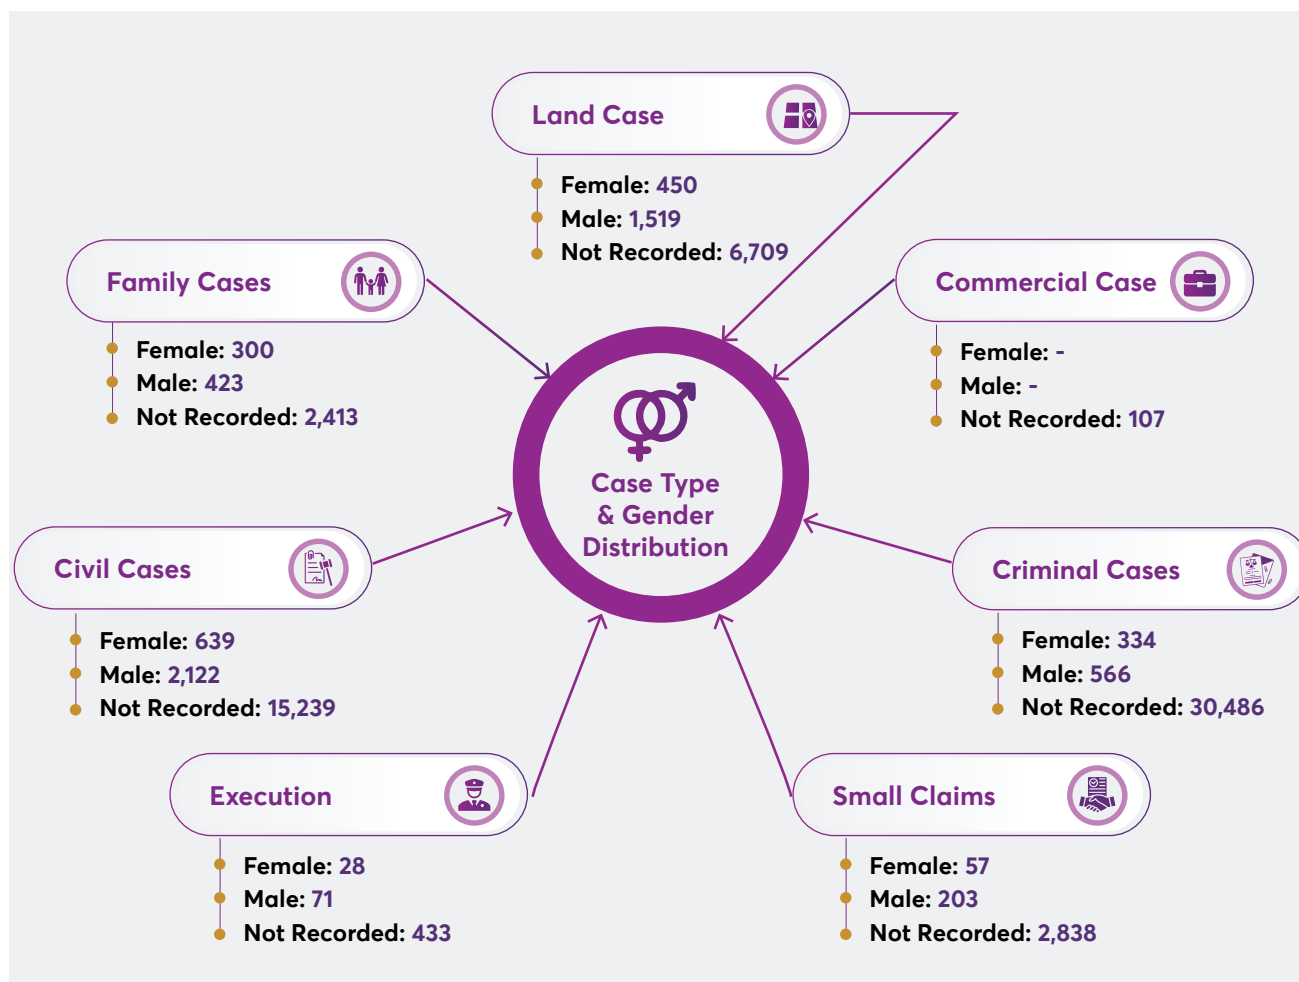 Land Case
Female: 450
Male: 1,519
Not Recorded: 6,709
Family Cases
Female: 300
Male: 423
Not Recorded: 2,413
Commercial Case
Female: -
Male: -
Not Recorded: 107
Case Type
& Gender
Distribution
Civil Cases
Female: 639
Male: 2,122
Not Recorded: 15,239
Criminal Cases
Female: 334
Male: 566
Not Recorded: 30,486
Execution
Female: 28
Male: 71
Not Recorded: 433
Small Claims
Female: 57
Male: 203
Not Recorded: 2,838